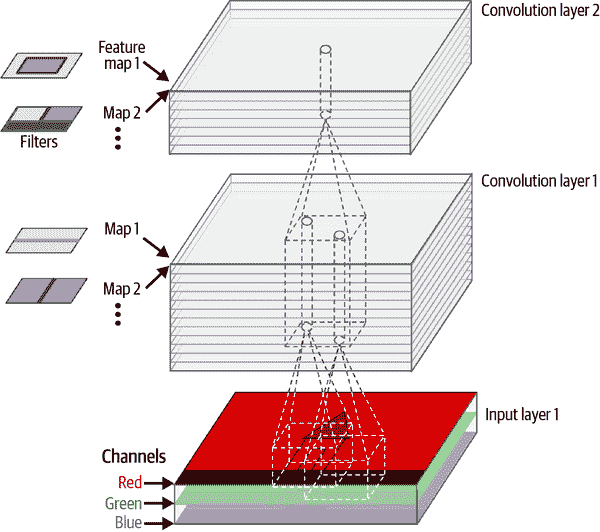 Convolution layer 2
Feature
map 1
Map 2
Filters
Convolution layer 1
Map 1
Map 2
Input layer 1
Channels
Red
Green
Blue